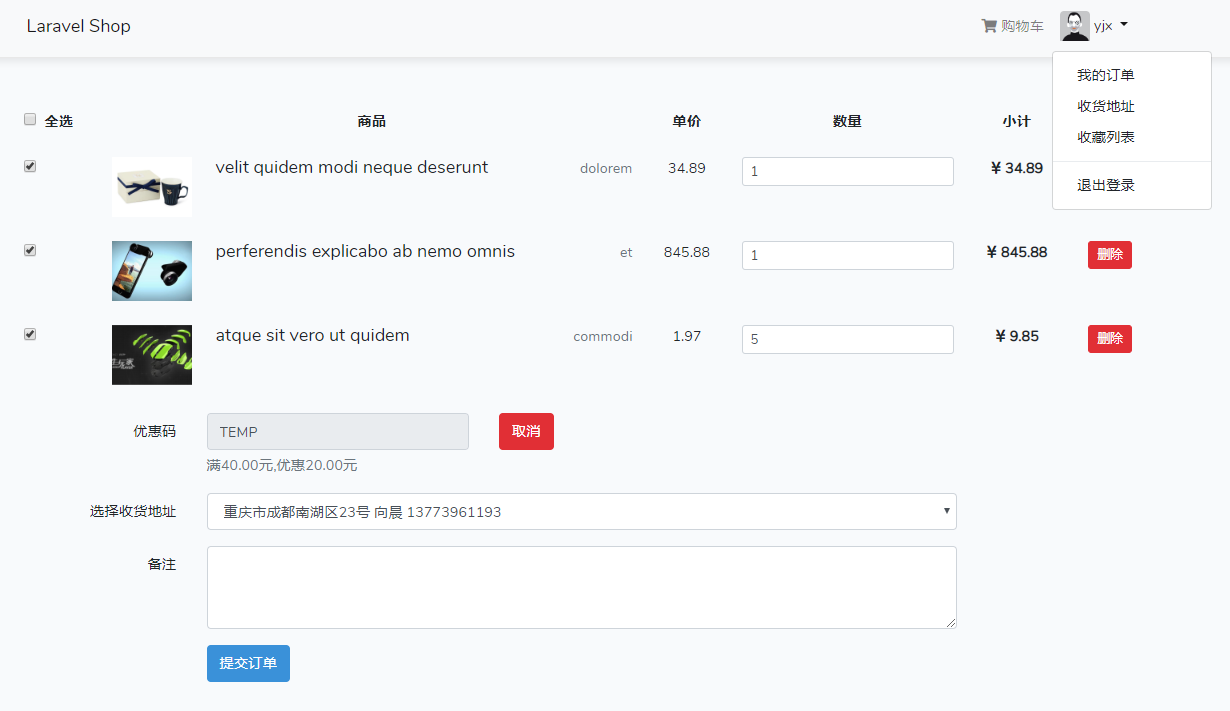 Laravel Shop 购物车 yjx
我的订单
收货地址
收藏列表
退出登录
全选 商品 单价 数量 小计
velit quidem modi neque deserunt dolorem 34.89 1 ¥ 34.89
perferendis explicabo ab nemo omnis et 845.88 1 ¥ 845.88 删除
atque sit vero ut quidem commodi 1.97 5 ¥ 9.85 删除
优惠码 TEMP 取消
满40.00元,优惠20.00元
选择收货地址 重庆市成都南湖区23号 向晨 13773961193
备注
提交订单